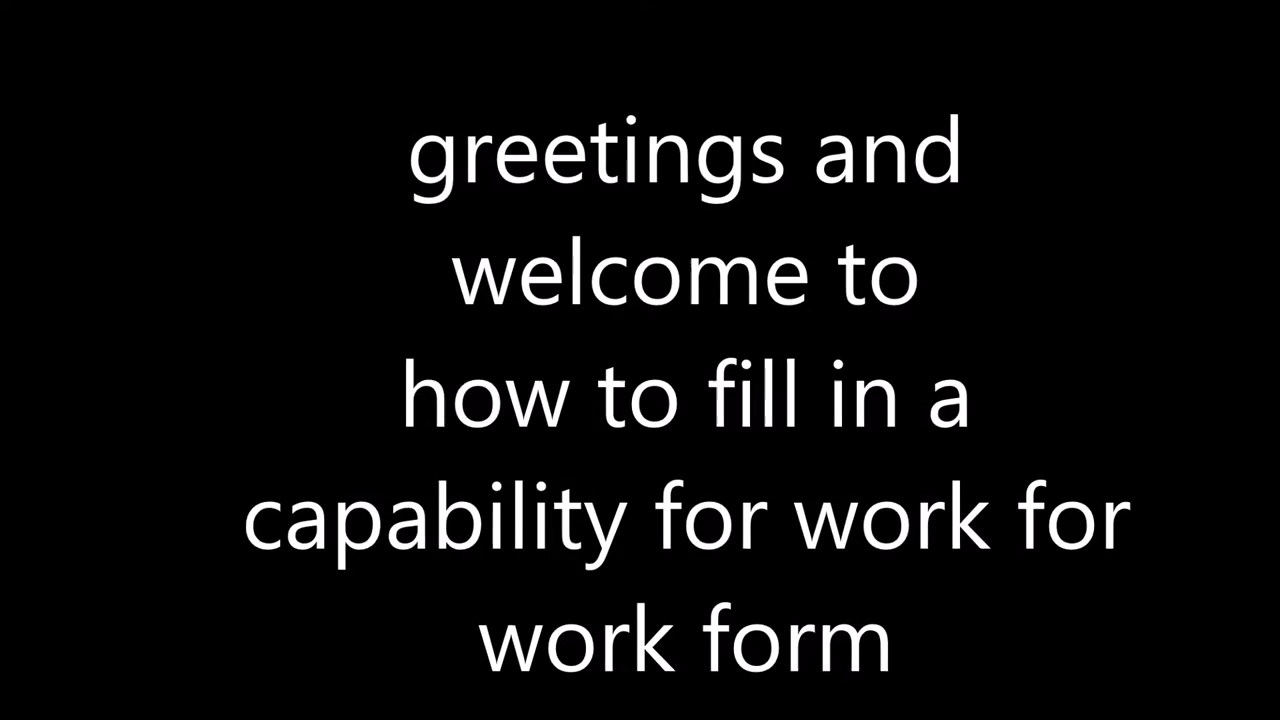 greetings and
welcome to
how to fill in a
capability for work for
work form